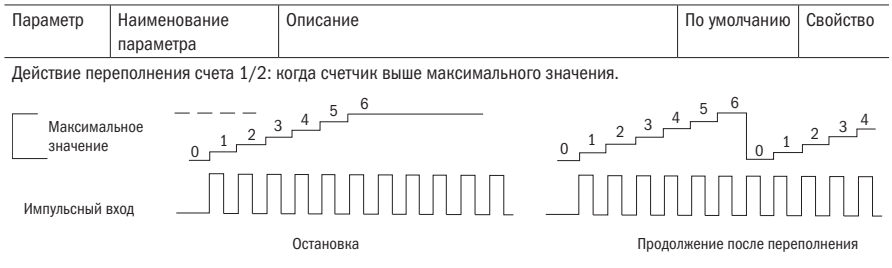 Параметр Наименование параметра Описание По умолчанию Свойство
Действие переполнения счета 1/2: когда счетчик выше максимального значения.
Максимальное значение
0 1 2 3 4 5 6
0 1 2 3 4 5 6 0 1 2 3 4
Импульсный вход
Остановка
Продолжение после переполнения